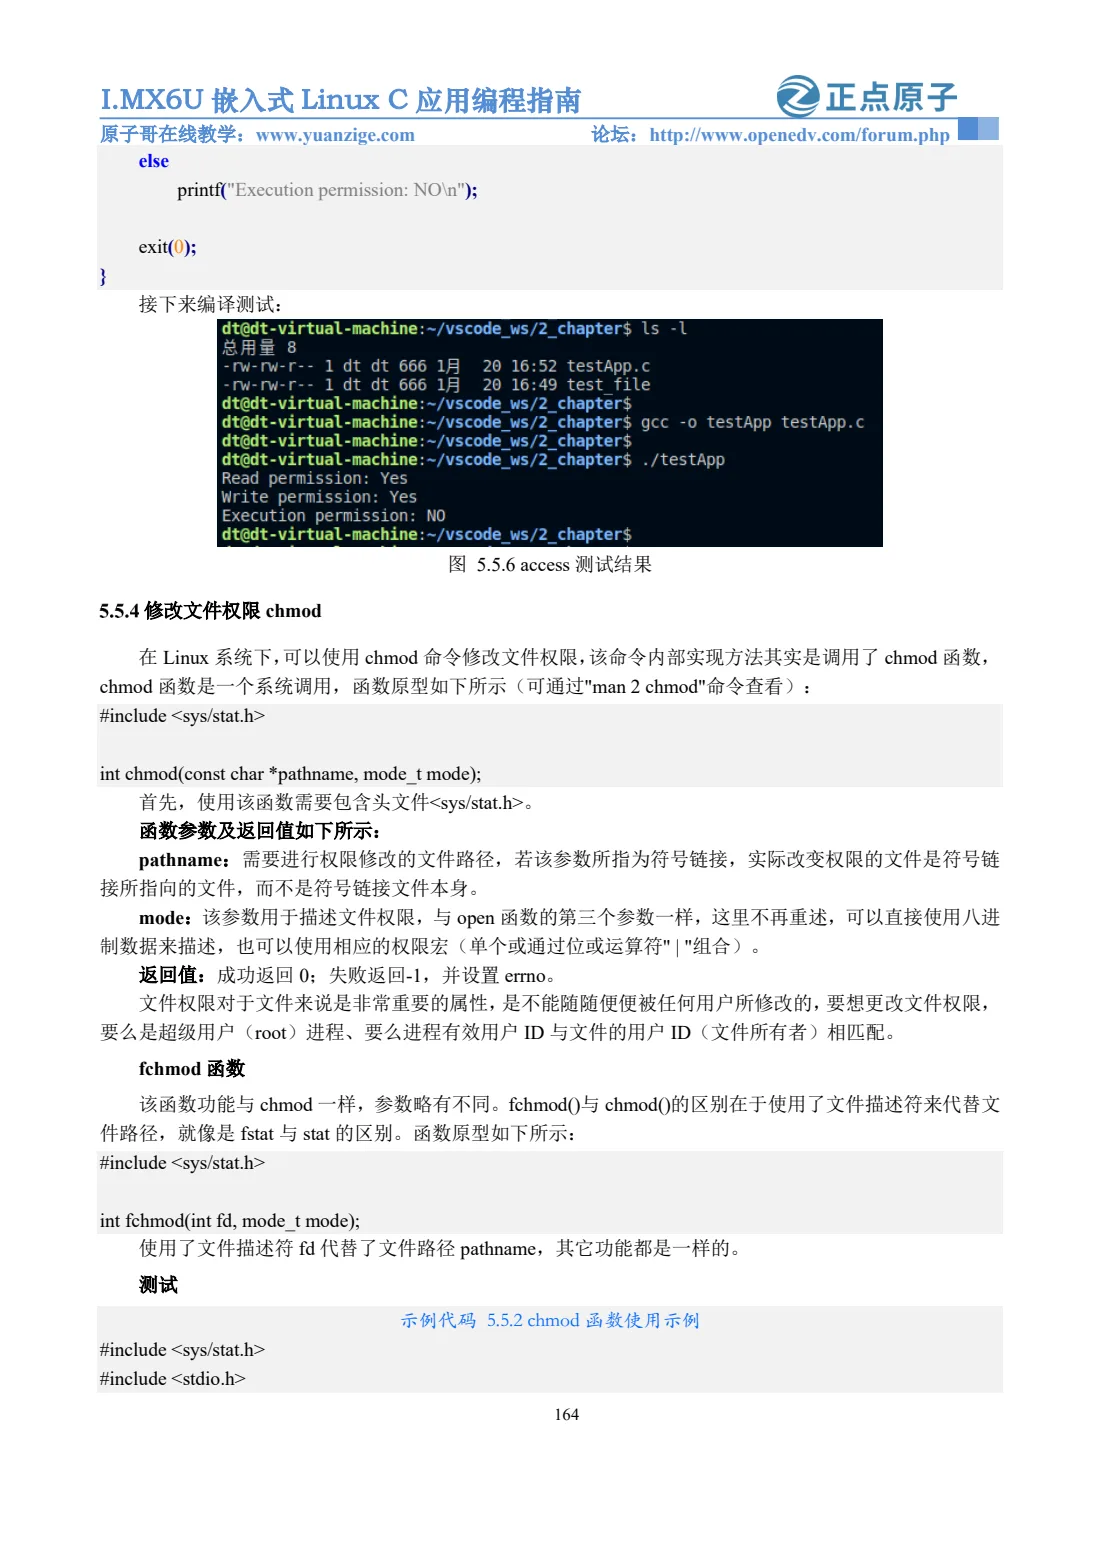 I.MX6U 嵌入式 Linux C 应用编程指南
正点原子
原子哥在线教学：www.yuanzige.com 论坛：http://www.openedv.com/forum.php
else
printf("Execution permission: NO\n");
exit(0);
}
接下来编译测试：
dt@dt-virtual-machine:~/vscode_ws/2_chapter$ ls -l
总用量 8
-rw-rw-r-- 1 dt dt 666 1月 20 16:52 testApp.c
-rw-rw-r-- 1 dt dt 666 1月 20 16:49 test_file
dt@dt-virtual-machine:~/vscode_ws/2_chapter$
dt@dt-virtual-machine:~/vscode_ws/2_chapter$ gcc -o testApp testApp.c
dt@dt-virtual-machine:~/vscode_ws/2_chapter$
dt@dt-virtual-machine:~/vscode_ws/2_chapter$ ./testApp
Read permission: Yes
Write permission: Yes
Execution permission: NO
dt@dt-virtual-machine:~/vscode_ws/2_chapter$
图 5.5.6 access 测试结果
5.5.4 修改文件权限 chmod
在 Linux 系统下，可以使用 chmod 命令修改文件权限，该命令内部实现方法其实是调用了 chmod 函数，
chmod 函数是一个系统调用，函数原型如下所示（可通过"man 2 chmod"命令查看）：
#include <sys/stat.h>
int chmod(const char *pathname, mode_t mode);
首先，使用该函数需要包含头文件<sys/stat.h>。
函数参数及返回值如下所示：
pathname：需要进行权限修改的文件路径，若该参数所指为符号链接，实际改变权限的文件是符号链
接所指向的文件，而不是符号链接文件本身。
mode：该参数用于描述文件权限，与 open 函数的第三个参数一样，这里不再重述，可以直接使用八进
制数据来描述，也可以使用相应的权限宏（单个或通过位或运算符" | "组合）。
返回值：成功返回 0；失败返回-1，并设置 errno。
文件权限对于文件来说是非常重要的属性，是不能随随便便被任何用户所修改的，要想更改文件权限，
要么是超级用户（root）进程、要么进程有效用户 ID 与文件的用户 ID（文件所有者）相匹配。
fchmod 函数
该函数功能与 chmod 一样，参数略有不同。fchmod()与 chmod()的区别在于使用了文件描述符来代替文
件路径，就像是 fstat 与 stat 的区别。函数原型如下所示：
#include <sys/stat.h>
int fchmod(int fd, mode_t mode);
使用了文件描述符 fd 代替了文件路径 pathname，其它功能都是一样的。
测试
示例代码 5.5.2 chmod 函数使用示例
#include <sys/stat.h>
#include <stdio.h>
164